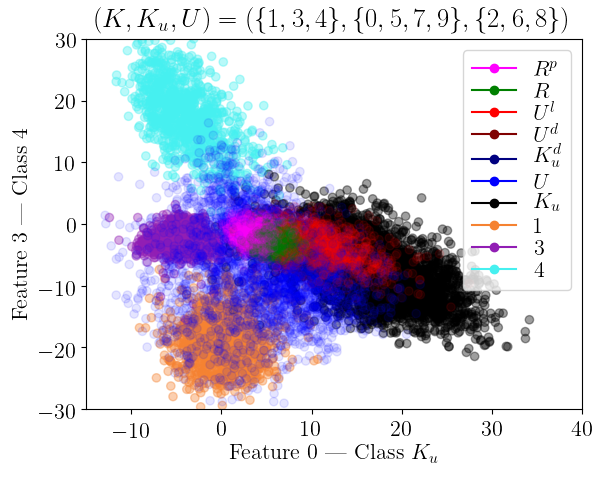 (K, K_u, U) = ({1, 3, 4}, {0, 5, 7, 9}, {2, 6, 8})
30
20
10
0
−10
−20
−30
Feature 3 — Class 4
R^p
R
U^l
U^d
K_u^d
U
K_u
1
3
4
−10
0
10
20
30
40
Feature 0 — Class K_u